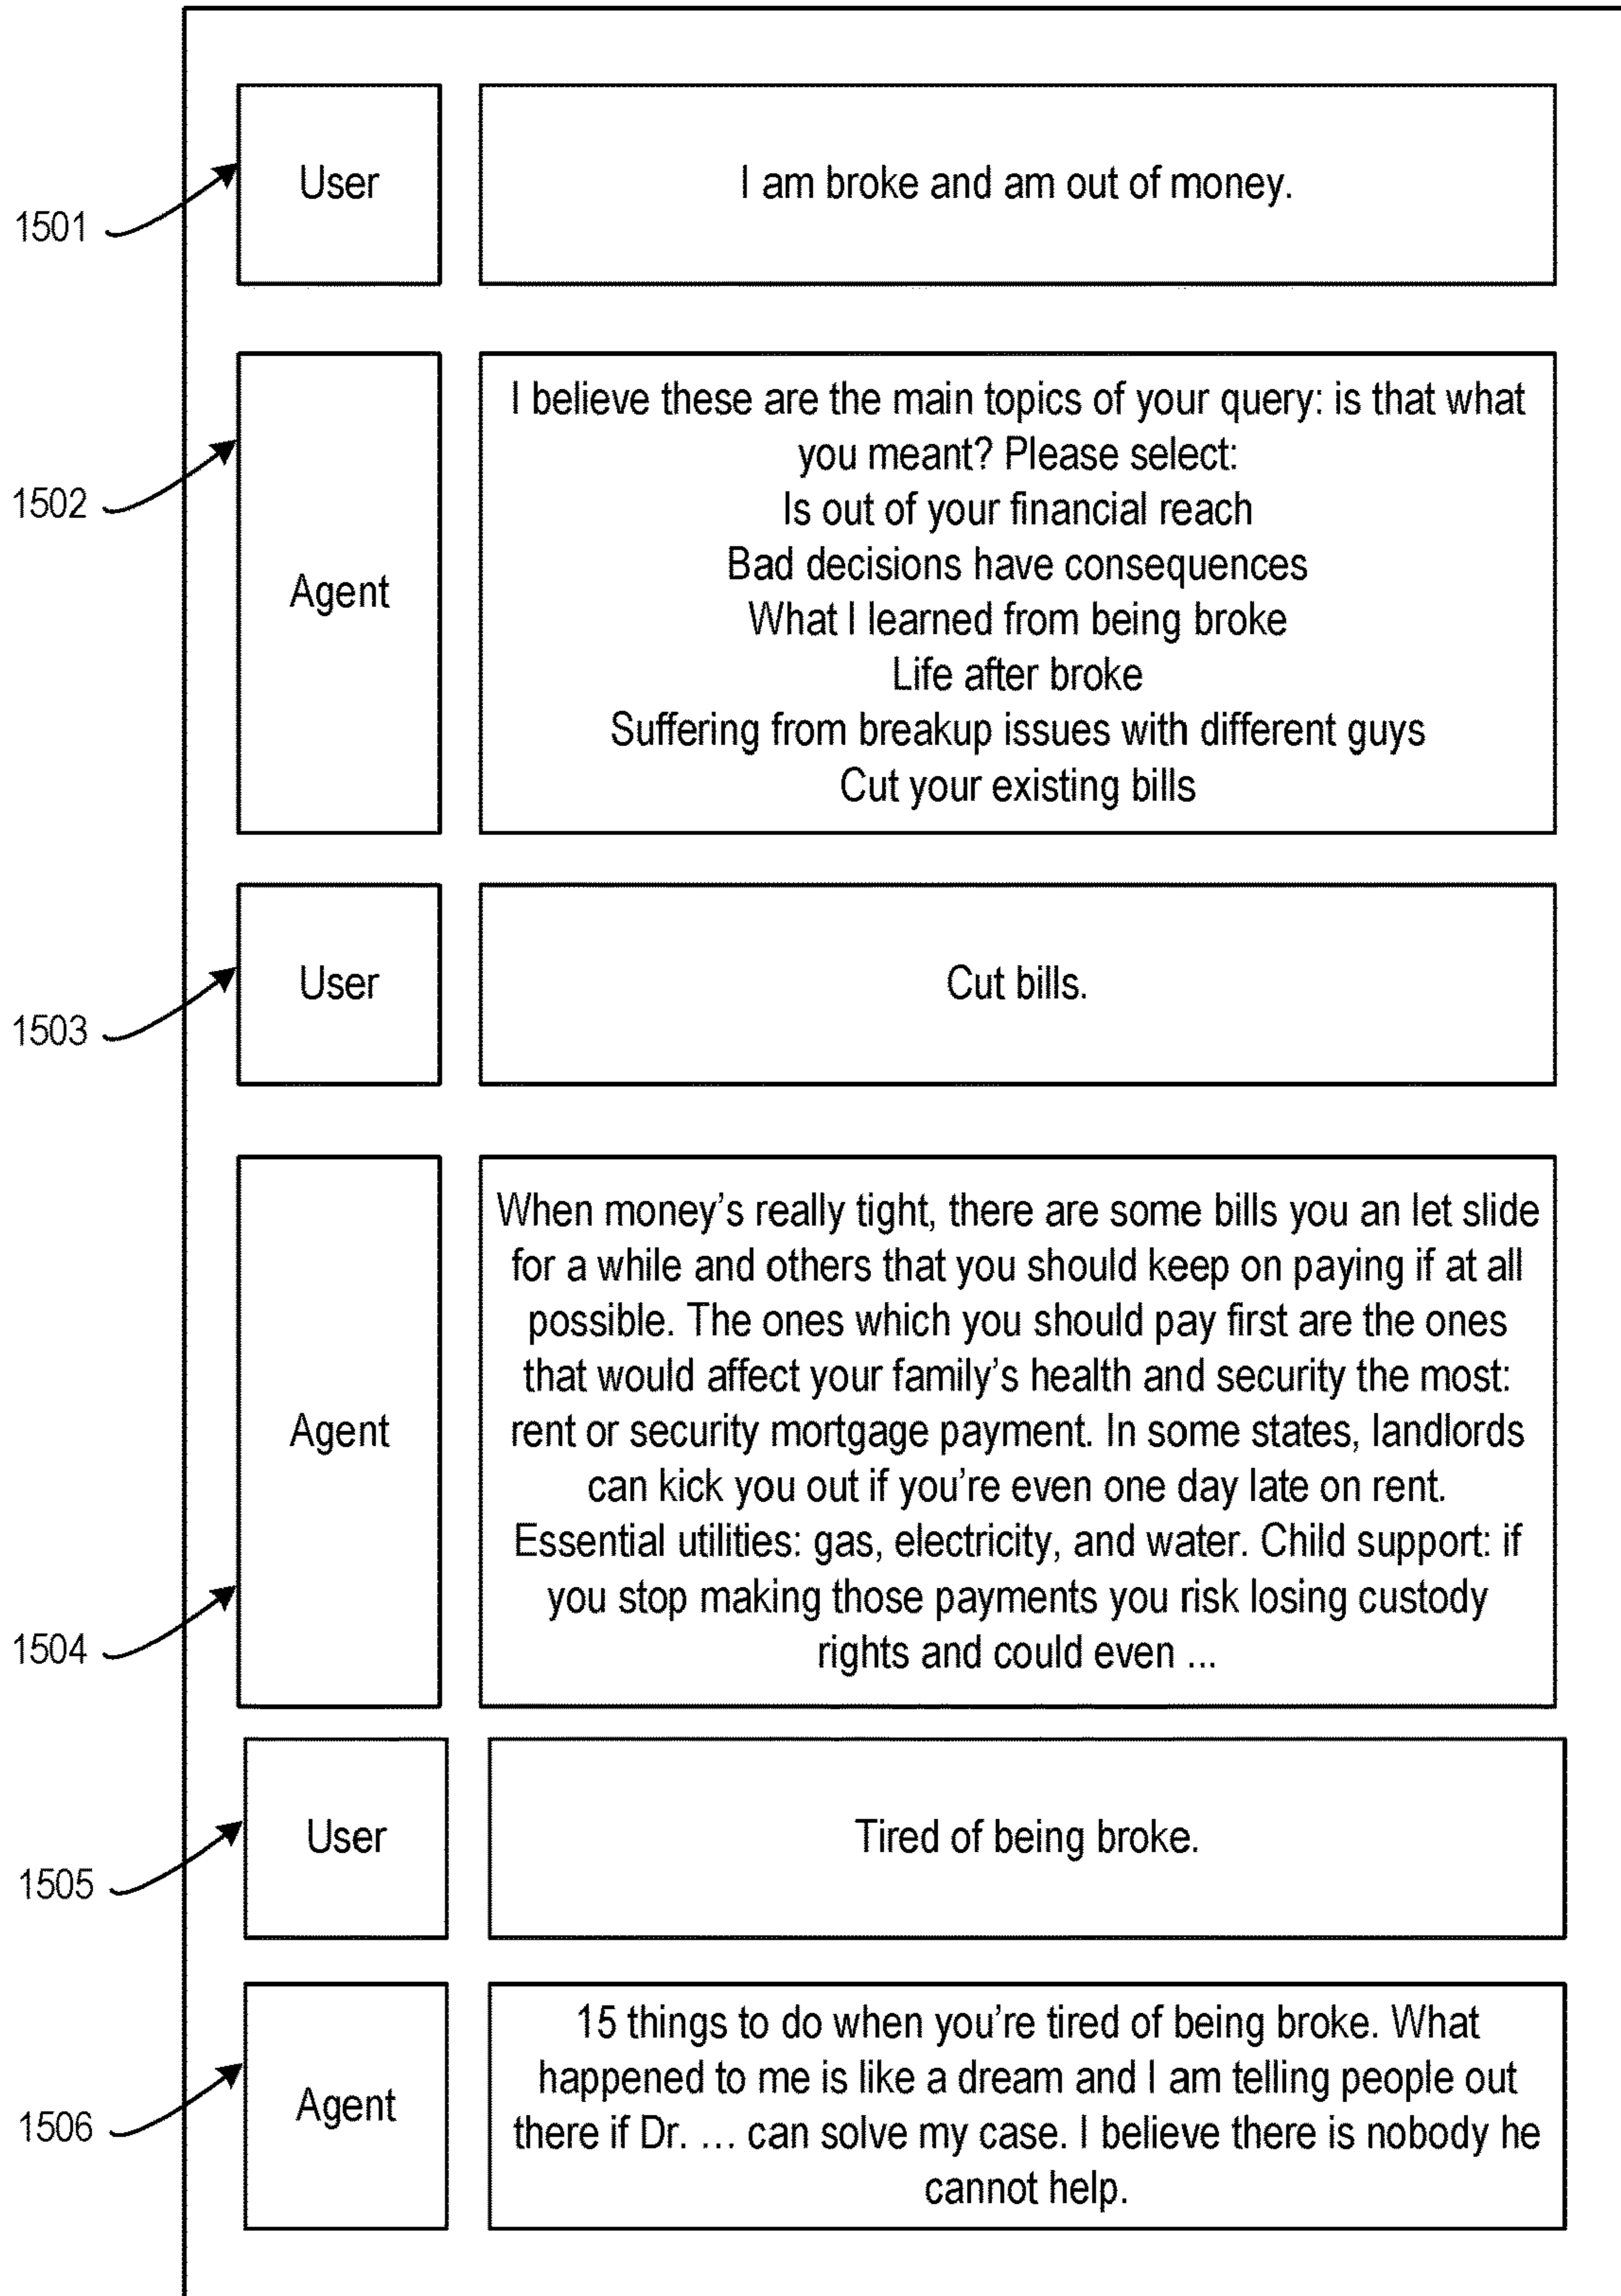 1501
User
I am broke and am out of money.
1502
Agent
I believe these are the main topics of your query: is that what
you meant? Please select:
Is out of your financial reach
Bad decisions have consequences
What I learned from being broke
Life after broke
Suffering from breakup issues with different guys
Cut your existing bills
1503
User
Cut bills.
1504
Agent
When money's really tight, there are some bills you an let slide
for a while and others that you should keep on paying if at all
possible. The ones which you should pay first are the ones
that would affect your family's health and security the most:
rent or security mortgage payment. In some states, landlords
can kick you out if you're even one day late on rent.
Essential utilities: gas, electricity, and water. Child support: if
you stop making those payments you risk losing custody
rights and could even ...
1505
User
Tired of being broke.
1506
Agent
15 things to do when you're tired of being broke. What
happened to me is like a dream and I am telling people out
there if Dr. ... can solve my case. I believe there is nobody he
cannot help.